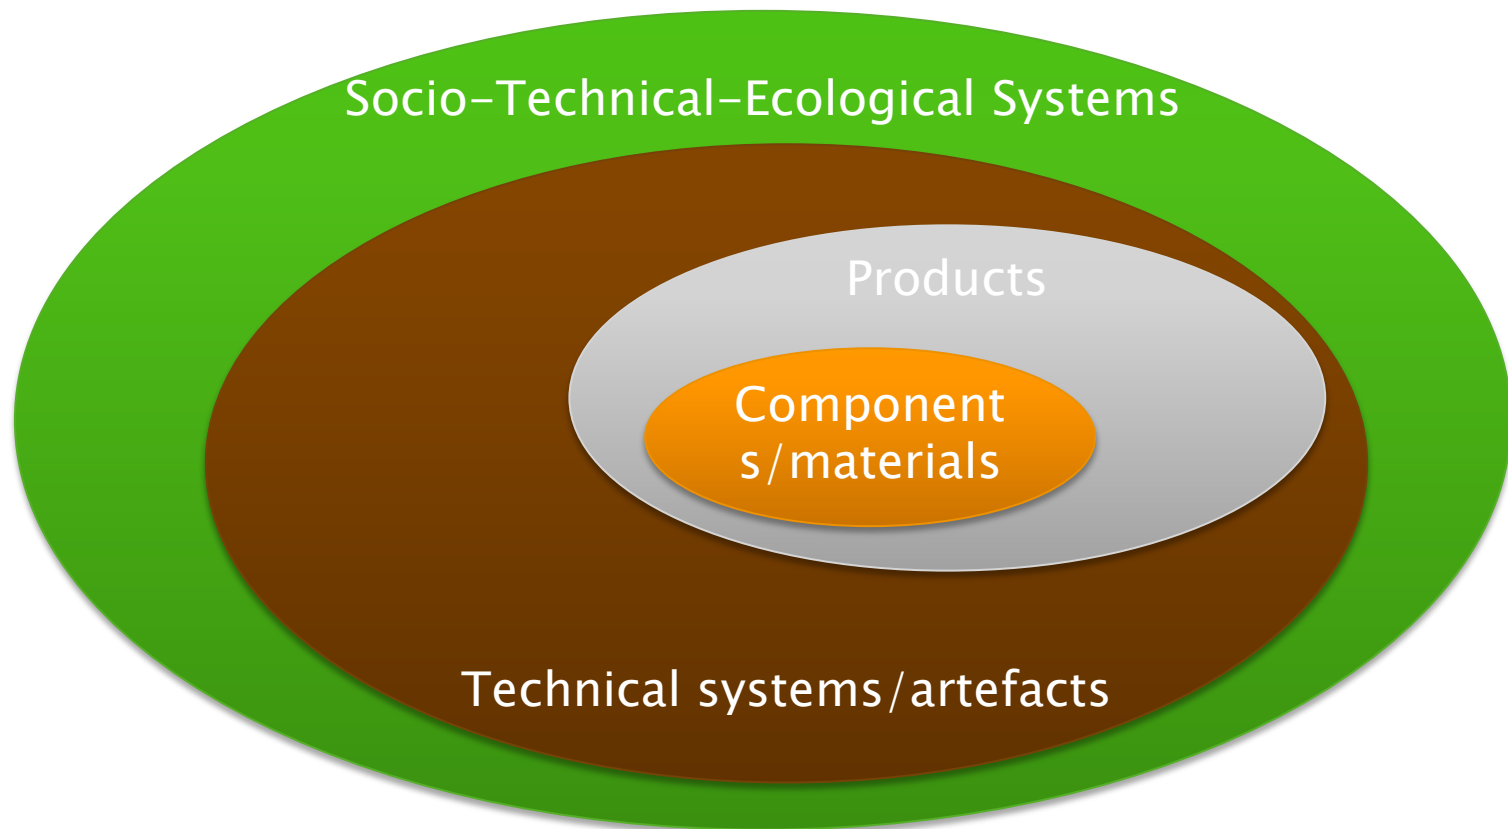 Socio-Technical-Ecological Systems
Products
Component
s/materials
Technical systems/artefacts